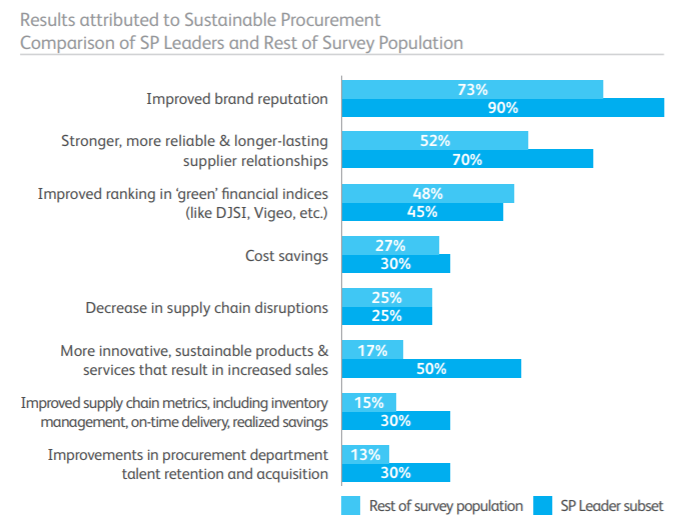 Results attributed to Sustainable Procurement
Comparison of SP Leaders and Rest of Survey Population
Improved brand reputation
73%
90%
Stronger, more reliable & longer-lasting
supplier relationships
52%
70%
Improved ranking in ‘green’ financial indices
(like DJSI, Vigeo, etc.)
48%
45%
Cost savings
27%
30%
Decrease in supply chain disruptions
25%
25%
More innovative, sustainable products &
services that result in increased sales
17%
50%
Improved supply chain metrics, including inventory
management, on-time delivery, realized savings
15%
30%
Improvements in procurement department
talent retention and acquisition
13%
30%
Rest of survey population
SP Leader subset